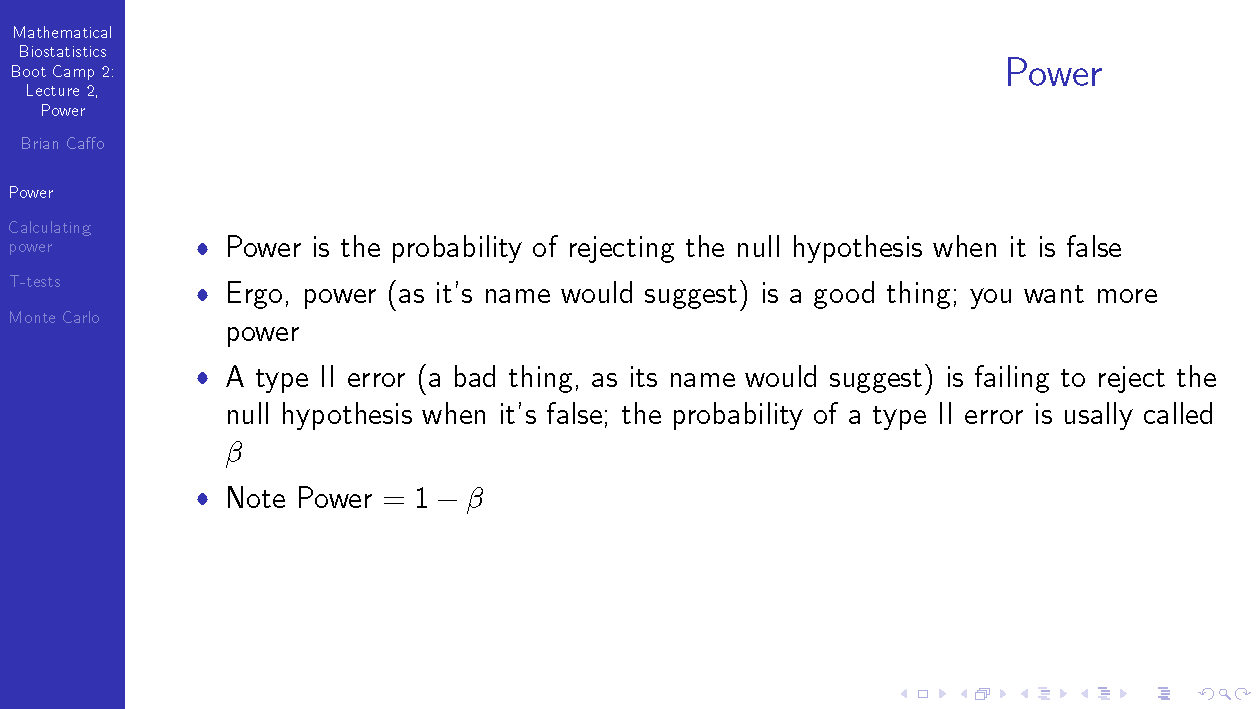 Mathematical
Biostatistics
Boot Camp 2:
Lecture 2,
Power
Brian Caffo
Power
Calculating
power
T-tests
Monte Carlo
Power
• Power is the probability of rejecting the null hypothesis when it is false
• Ergo, power (as it's name would suggest) is a good thing; you want more
power
• A type II error (a bad thing, as its name would suggest) is failing to reject the
null hypothesis when it's false; the probability of a type II error is usally called
β
• Note Power = 1 − β